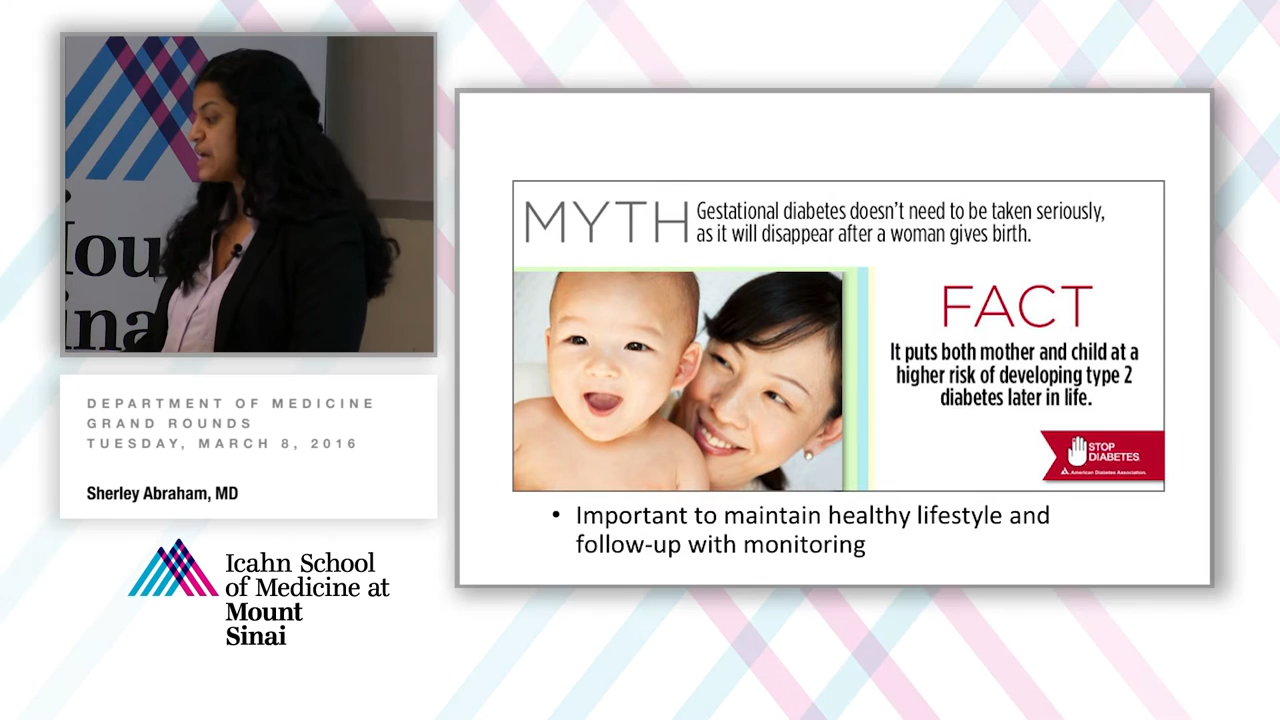 DEPARTMENT OF MEDICINE
GRAND ROUNDS
TUESDAY, MARCH 8, 2016
Sherley Abraham, MD
Icahn School
of Medicine at
Mount
Sinai
MYTH
Gestational diabetes doesn't need to be taken seriously,
as it will disappear after a woman gives birth.
FACT
It puts both mother and child at a
higher risk of developing type 2
diabetes later in life.
STOP
DIABETES.
American Diabetes Association.
• Important to maintain healthy lifestyle and
follow-up with monitoring